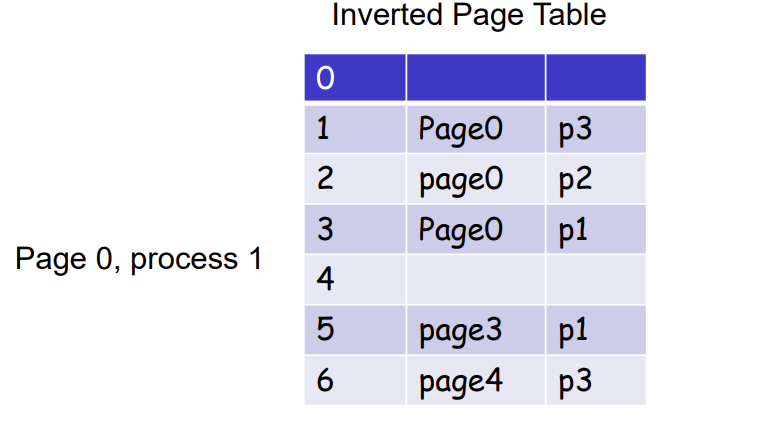 Inverted Page Table
0
1 Page0 p3
2 page0 p2
3 Page0 p1
Page 0, process 1
4
5 page3 p1
6 page4 p3